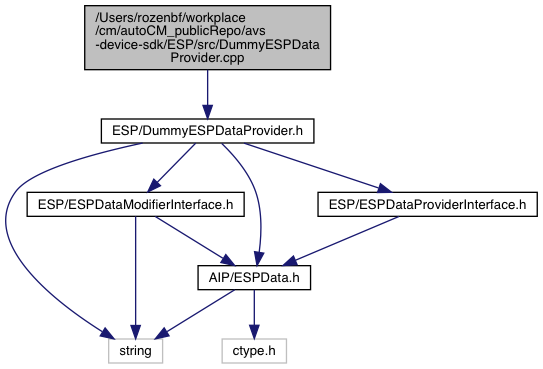 /Users/rozenbf/workplace
/cm/autoCM_publicRepo/avs
-device-sdk/ESP/src/DummyESPData
Provider.cpp
ESP/DummyESPDataProvider.h
ESP/ESPDataModifierInterface.h
ESP/ESPDataProviderInterface.h
AIP/ESPData.h
string
ctype.h